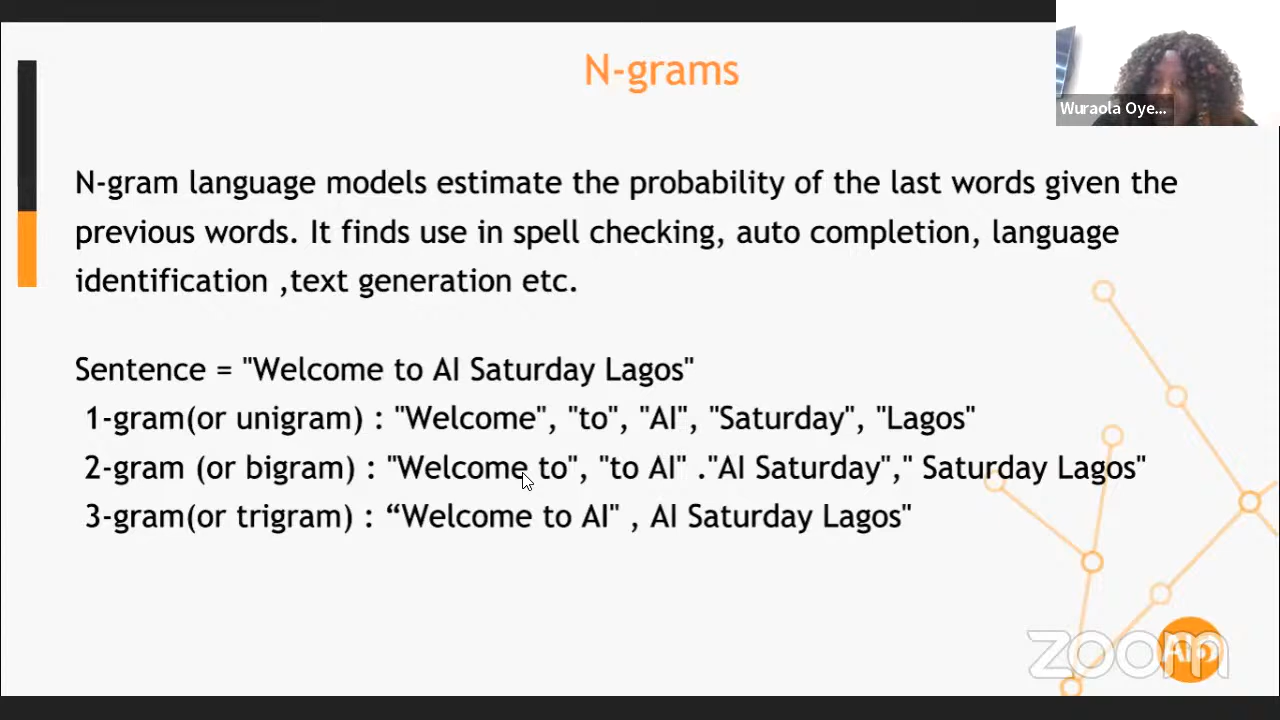 N-grams
Wuraola Oye...
N-gram language models estimate the probability of the last words given the
previous words. It finds use in spell checking, auto completion, language
identification ,text generation etc.
Sentence = "Welcome to AI Saturday Lagos"
1-gram(or unigram) : "Welcome", "to", "AI", "Saturday", "Lagos"
2-gram (or bigram) : "Welcome to", "to AI" ."AI Saturday"," Saturday Lagos"
3-gram(or trigram) : “Welcome to AI" , AI Saturday Lagos"
zoom